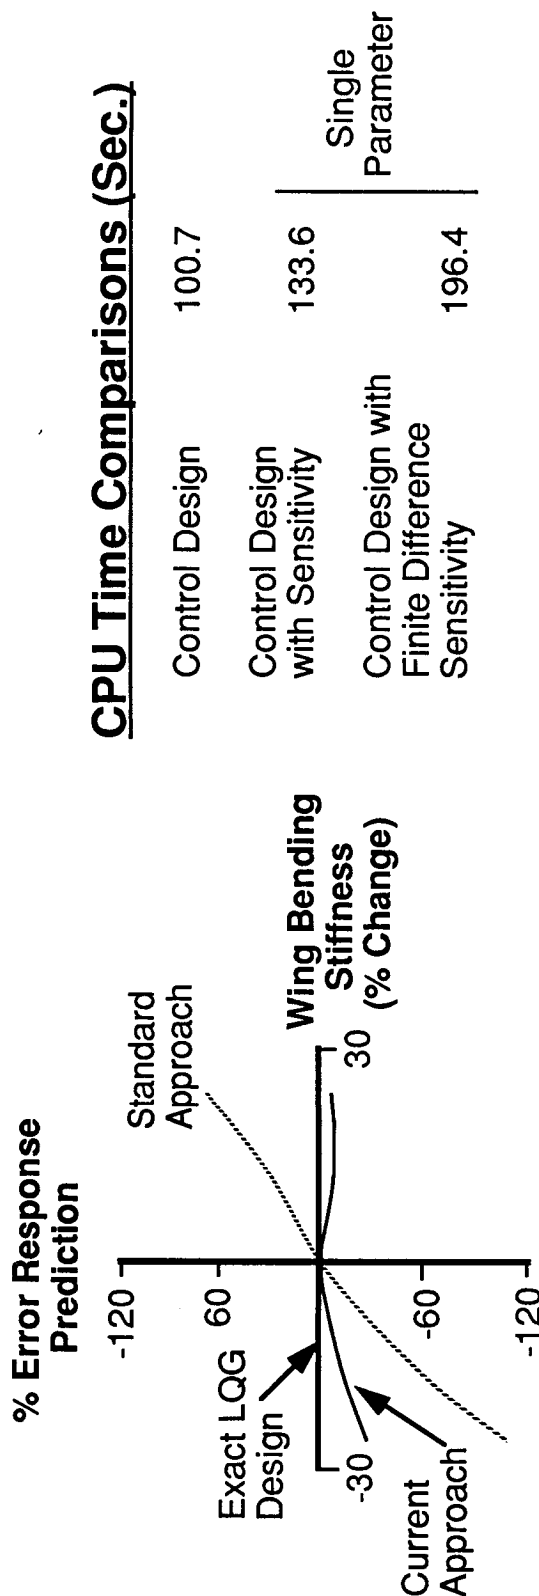 % Error Response
Prediction
-120
-60
-60
-120
Standard
Approach
Exact LQG
Design
Current
Approach
-30
30
Wing Bending
Stiffness
(% Change)
CPU Time Comparisons (Sec.)
Control Design 100.7
Control Design
with Sensitivity 133.6
Control Design with
Finite Difference
Sensitivity 196.4
Single
Parameter